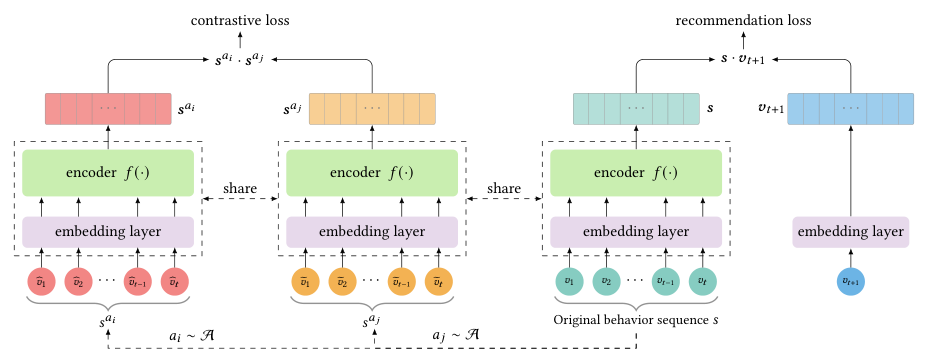 contrastive loss
recommendation loss
s^{a_i} · s^{a_j}
s · v_{t+1}
··· s^{a_i}
s^{a_j} ···
··· s
v_{t+1} ···
encoder f(·)
encoder f(·)
encoder f(·)
share
share
embedding layer
embedding layer
embedding layer
embedding layer
v̂_1 v̂_2 ··· v̂_{t-1} v̂_t
v̄_1 v̄_2 ··· v̄_{t-1} v̄_t
v_1 v_2 ··· v_{t-1} v_t
v_{t+1}
s^{a_i}
s^{a_j}
Original behavior sequence s
a_i ~ 𝒜
a_j ~ 𝒜